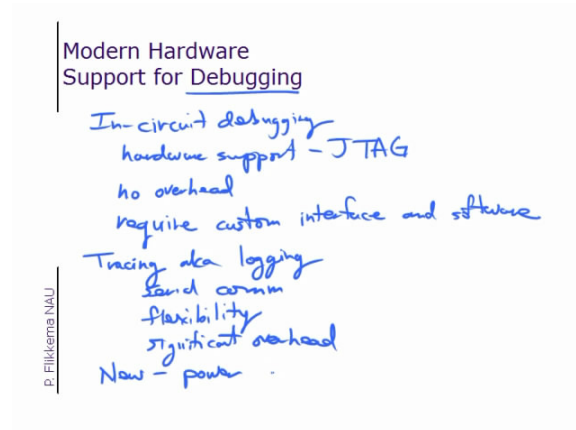 Modern Hardware
Support for Debugging
In-circuit debugging
hardware support - JTAG
no overhead
require custom interface and software
Tracing aka logging
serial comm
flexibility
significant overhead
New - power
P. Flikkema NAU